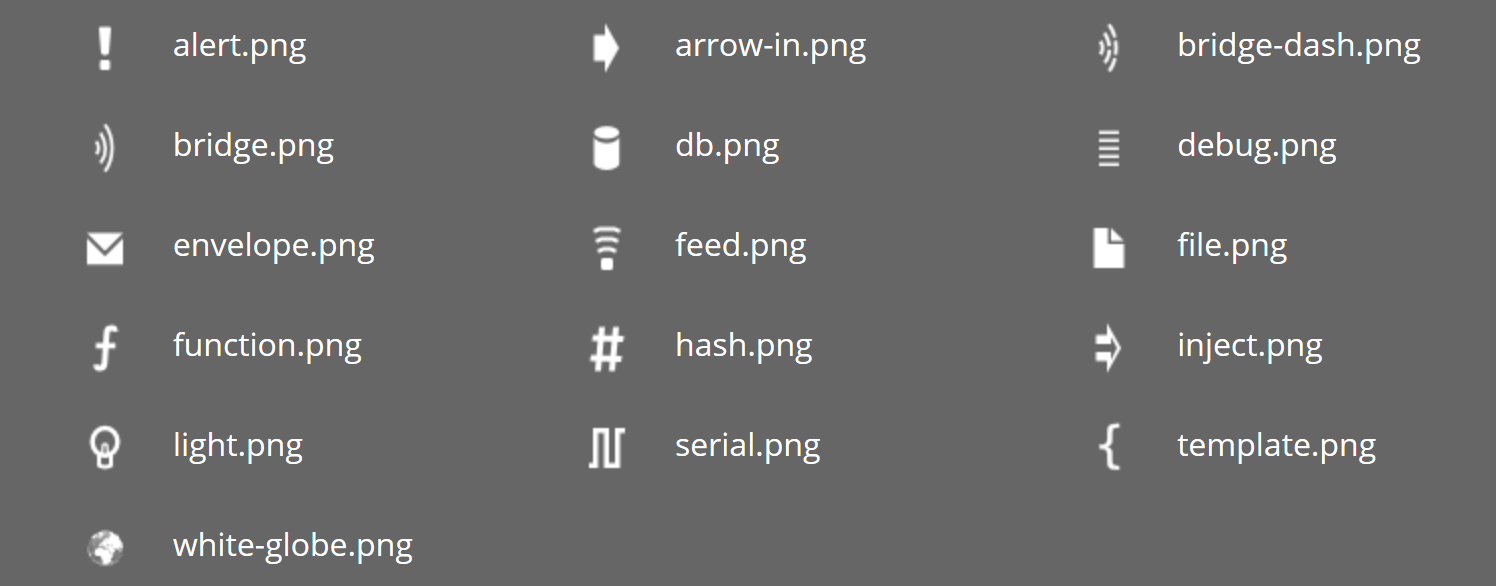 alert.png
arrow-in.png
bridge-dash.png
bridge.png
db.png
debug.png
envelope.png
feed.png
file.png
function.png
hash.png
inject.png
light.png
serial.png
template.png
white-globe.png